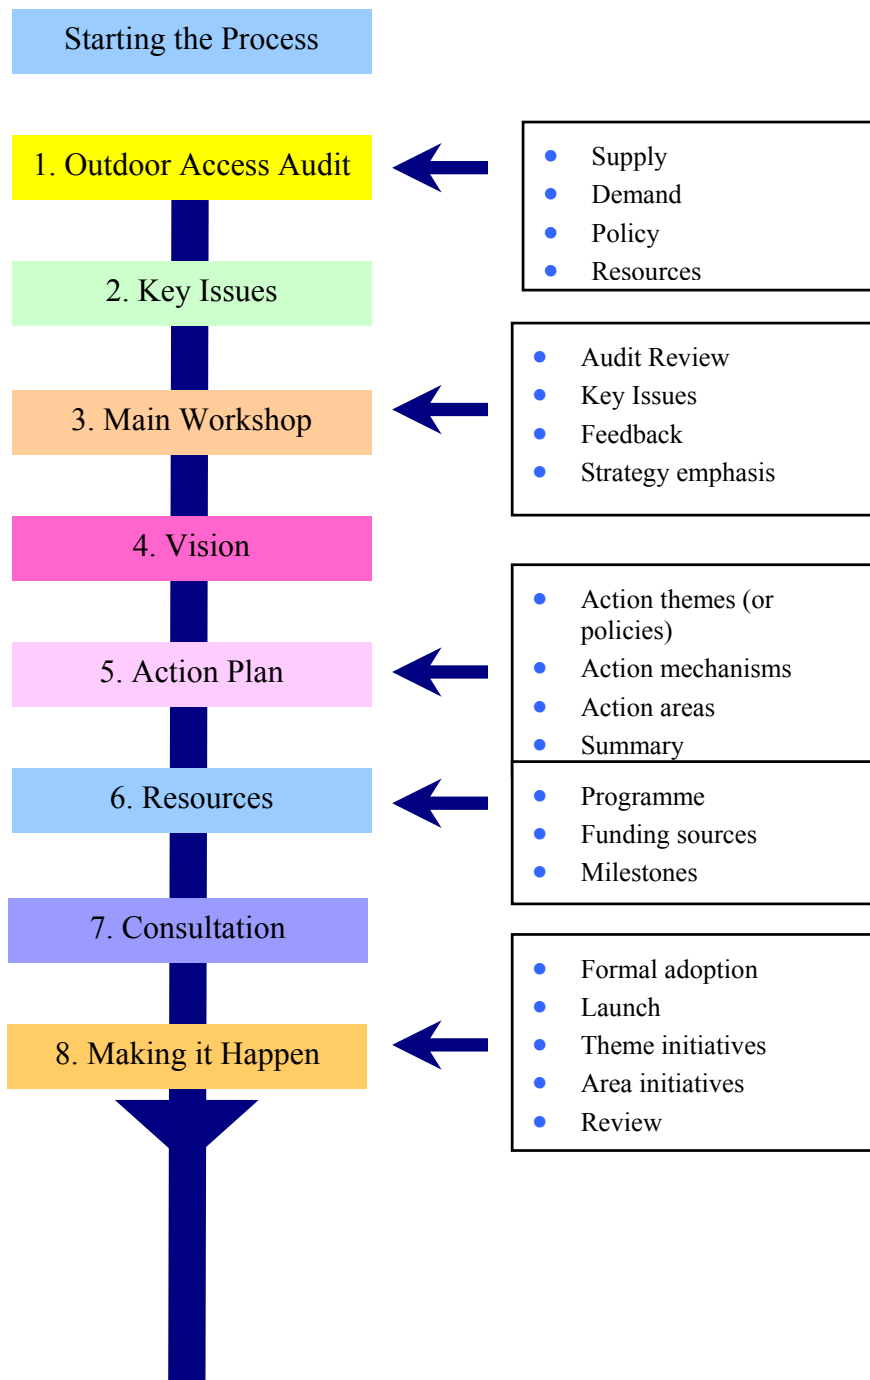 Starting the Process
1. Outdoor Access Audit
• Supply
• Demand
• Policy
• Resources
2. Key Issues
3. Main Workshop
• Audit Review
• Key Issues
• Feedback
• Strategy emphasis
4. Vision
5. Action Plan
• Action themes (or
policies)
• Action mechanisms
• Action areas
• Summary
6. Resources
• Programme
• Funding sources
• Milestones
7. Consultation
8. Making it Happen
• Formal adoption
• Launch
• Theme initiatives
• Area initiatives
• Review